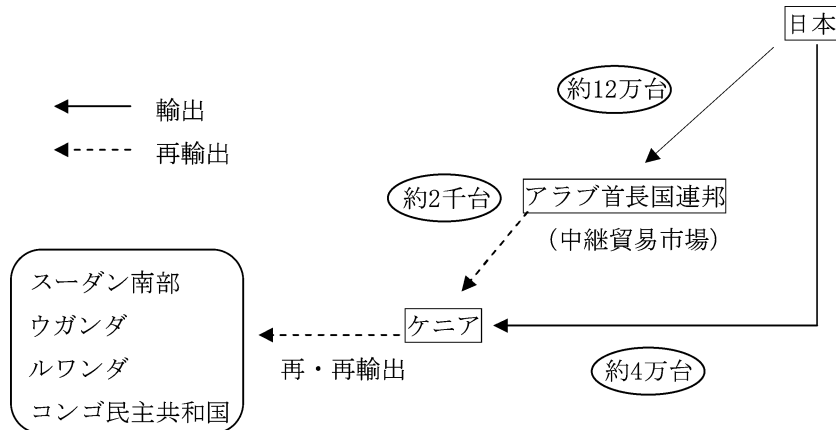 日本
約12万台
輸出
再輸出
約2千台
アラブ首長国連邦
（中継貿易市場）
スーダン南部
ウガンダ
ルワンダ
コンゴ民主共和国
ケニア
再・再輸出
約4万台